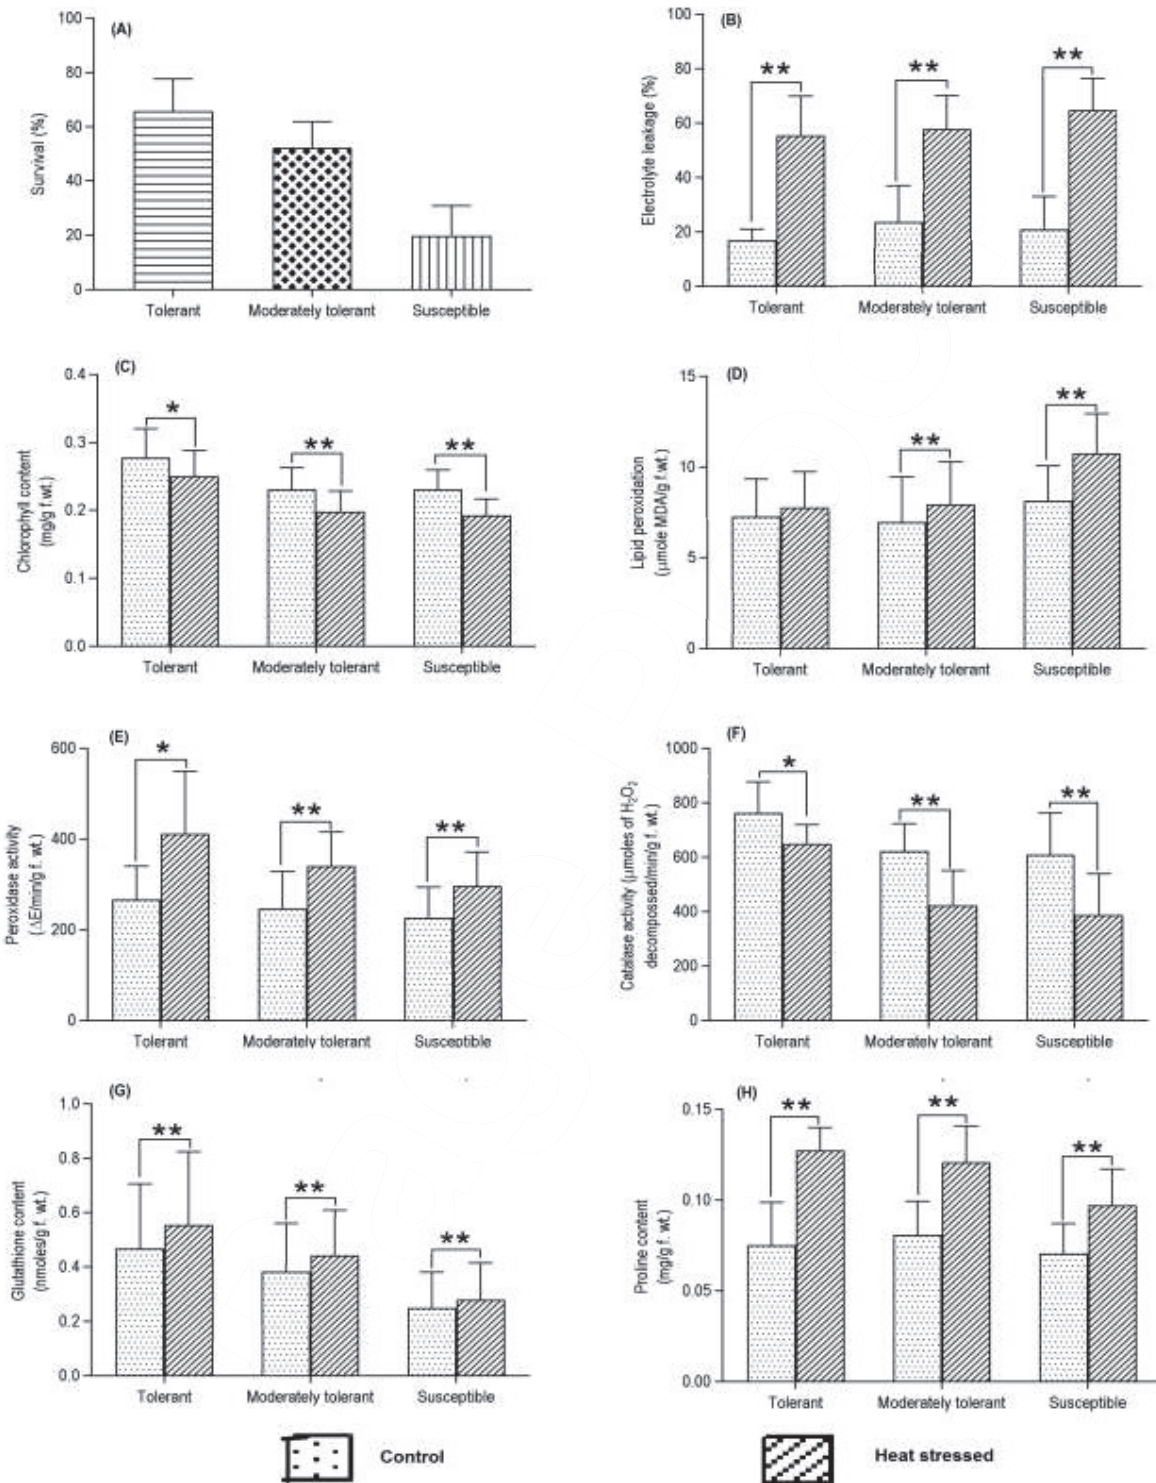 (A)
100
80
60
40
20
0
Survival (%)
Tolerant Moderately tolerant Susceptible
(B)
100
80
60
40
20
0
Electrolyte leakage (%)
** ** **
Tolerant Moderately tolerant Susceptible
(C)
0.4
0.3
0.2
0.1
0.0
Chlorophyll content
(mg/g f.wt.)
* ** **
Tolerant Moderately tolerant Susceptible
(D)
15
10
5
0
Lipid peroxidation
(µmole MDA/g f.wt.)
** **
Tolerant Moderately tolerant Susceptible
(E)
600
400
200
0
Peroxidase activity
(ΔE/min/g f. wt.)
* ** **
Tolerant Moderately tolerant Susceptible
(F)
1000
800
600
400
200
0
Catalase activity (µmoles of H₂O₂
decompossed/min/g f. wt.)
* ** **
Tolerant Moderately tolerant Susceptible
(G)
1.0
0.8
0.6
0.4
0.2
0.0
Glutathione content
(nmoles/g f. wt.)
** ** **
Tolerant Moderately tolerant Susceptible
(H)
0.15
0.10
0.05
0.00
Proline content
(mg/g f. wt.)
** ** **
Tolerant Moderately tolerant Susceptible
Control Heat stressed